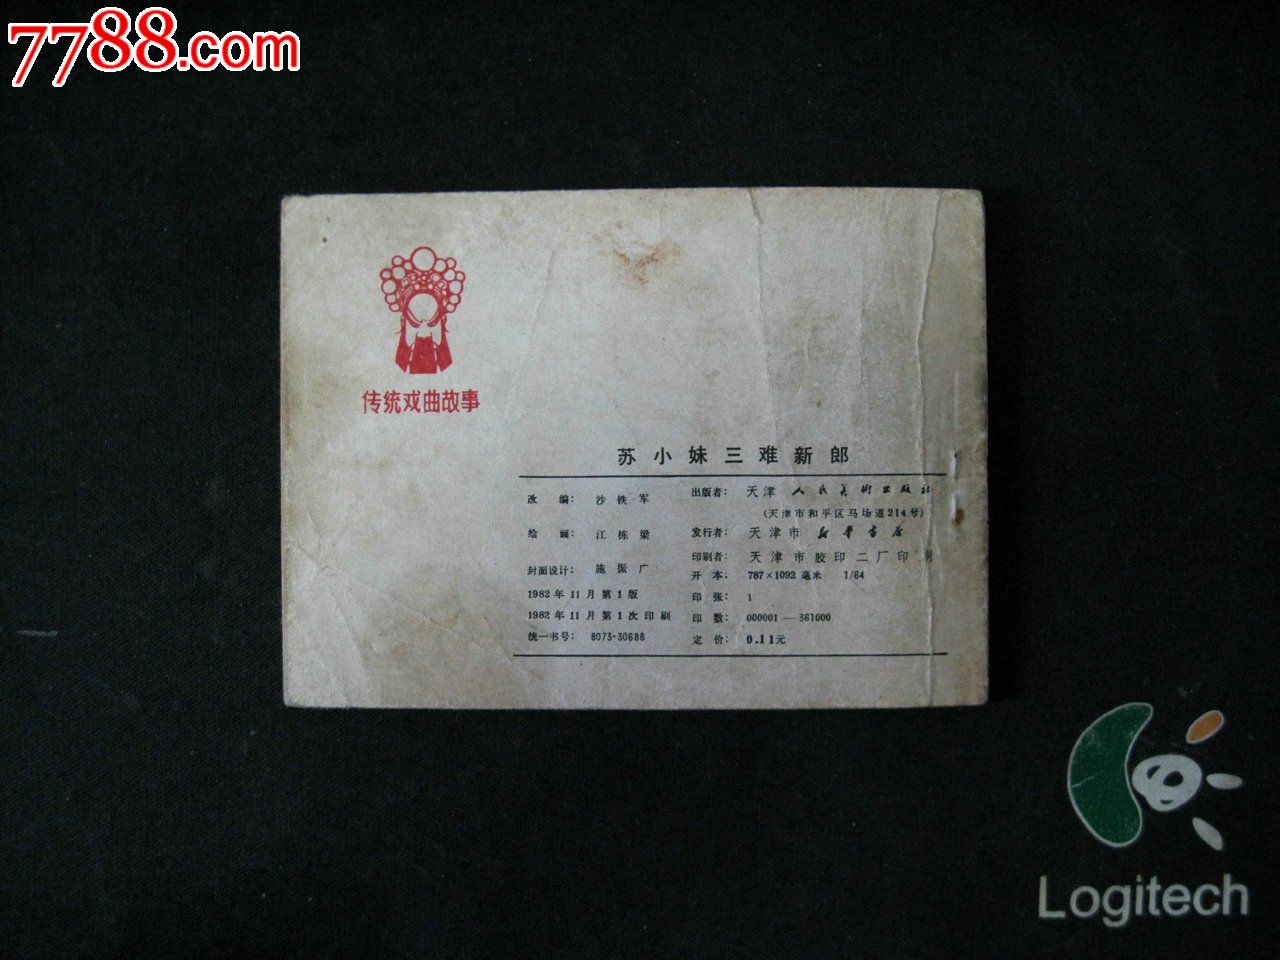 7788.com
传统戏曲故事
苏小妹三难新郎
改编：沙铁军
绘画：江栋梁
封面设计：施振广
1982年11月第1版
1982年11月第1次印刷
统一书号：8073·30688
出版者：天津人民美术出版社
（天津市和平区马场道214号）
发行者：天津市新华书店
印刷者：天津市胶印二厂印刷
开本：787×1092毫米 1/64
印张：1
印数：000001—361000
定价：0.11元
Logitech